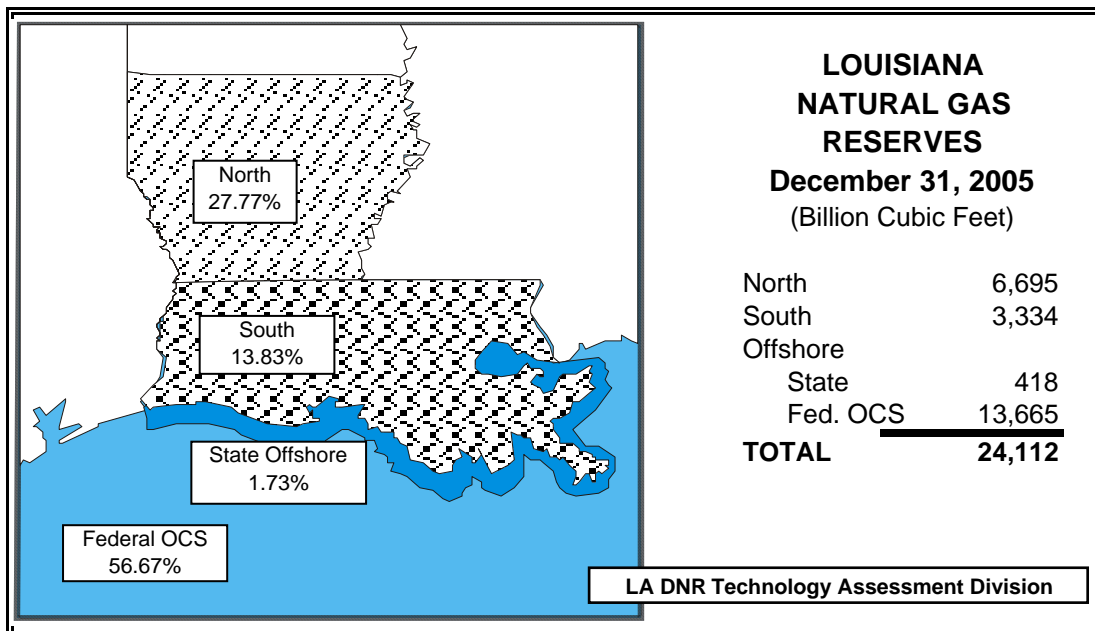 North
27.77%
South
13.83%
State Offshore
1.73%
Federal OCS
56.67%
LOUISIANA
NATURAL GAS
RESERVES
December 31, 2005
(Billion Cubic Feet)
North 6,695
South 3,334
Offshore
State 418
Fed. OCS 13,665
TOTAL 24,112
LA DNR Technology Assessment Division